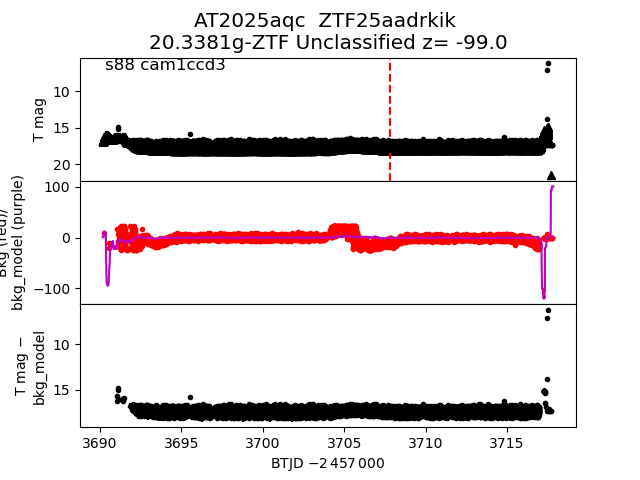 AT2025aqc  ZTF25aadrkik
20.3381g-ZTF Unclassified z= -99.0
s88 cam1ccd3
T mag
10
15
20
Bkg (red)/
bkg_model (purple)
100
0
−100
T mag −
bkg_model
10
15
3690 3695 3700 3705 3710 3715
BTJD −2 457 000